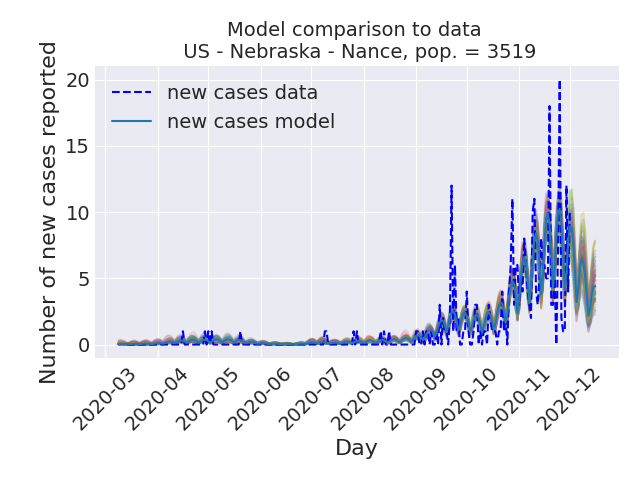 Model comparison to data
US - Nebraska - Nance, pop. = 3519
Number of new cases reported
20
15
10
5
0
new cases data
new cases model
2020-03
2020-04
2020-05
2020-06
2020-07
2020-08
2020-09
2020-10
2020-11
2020-12
Day